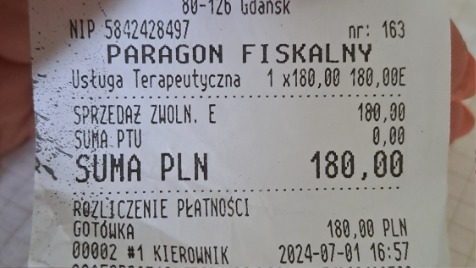 80-126 Gdańsk
NIP 5842428497 nr: 163
PARAGON FISKALNY
Usługa Terapeutyczna 1 x180,00 180,00E
SPRZEDAŻ ZWOLN. E 180,00
SUMA PTU 0,00
SUMA PLN 180,00
ROZLICZENIE PŁATNOŚCI
GOTÓWKA 180,00 PLN
00002 #1 KIEROWNIK 2024-07-01 16:57